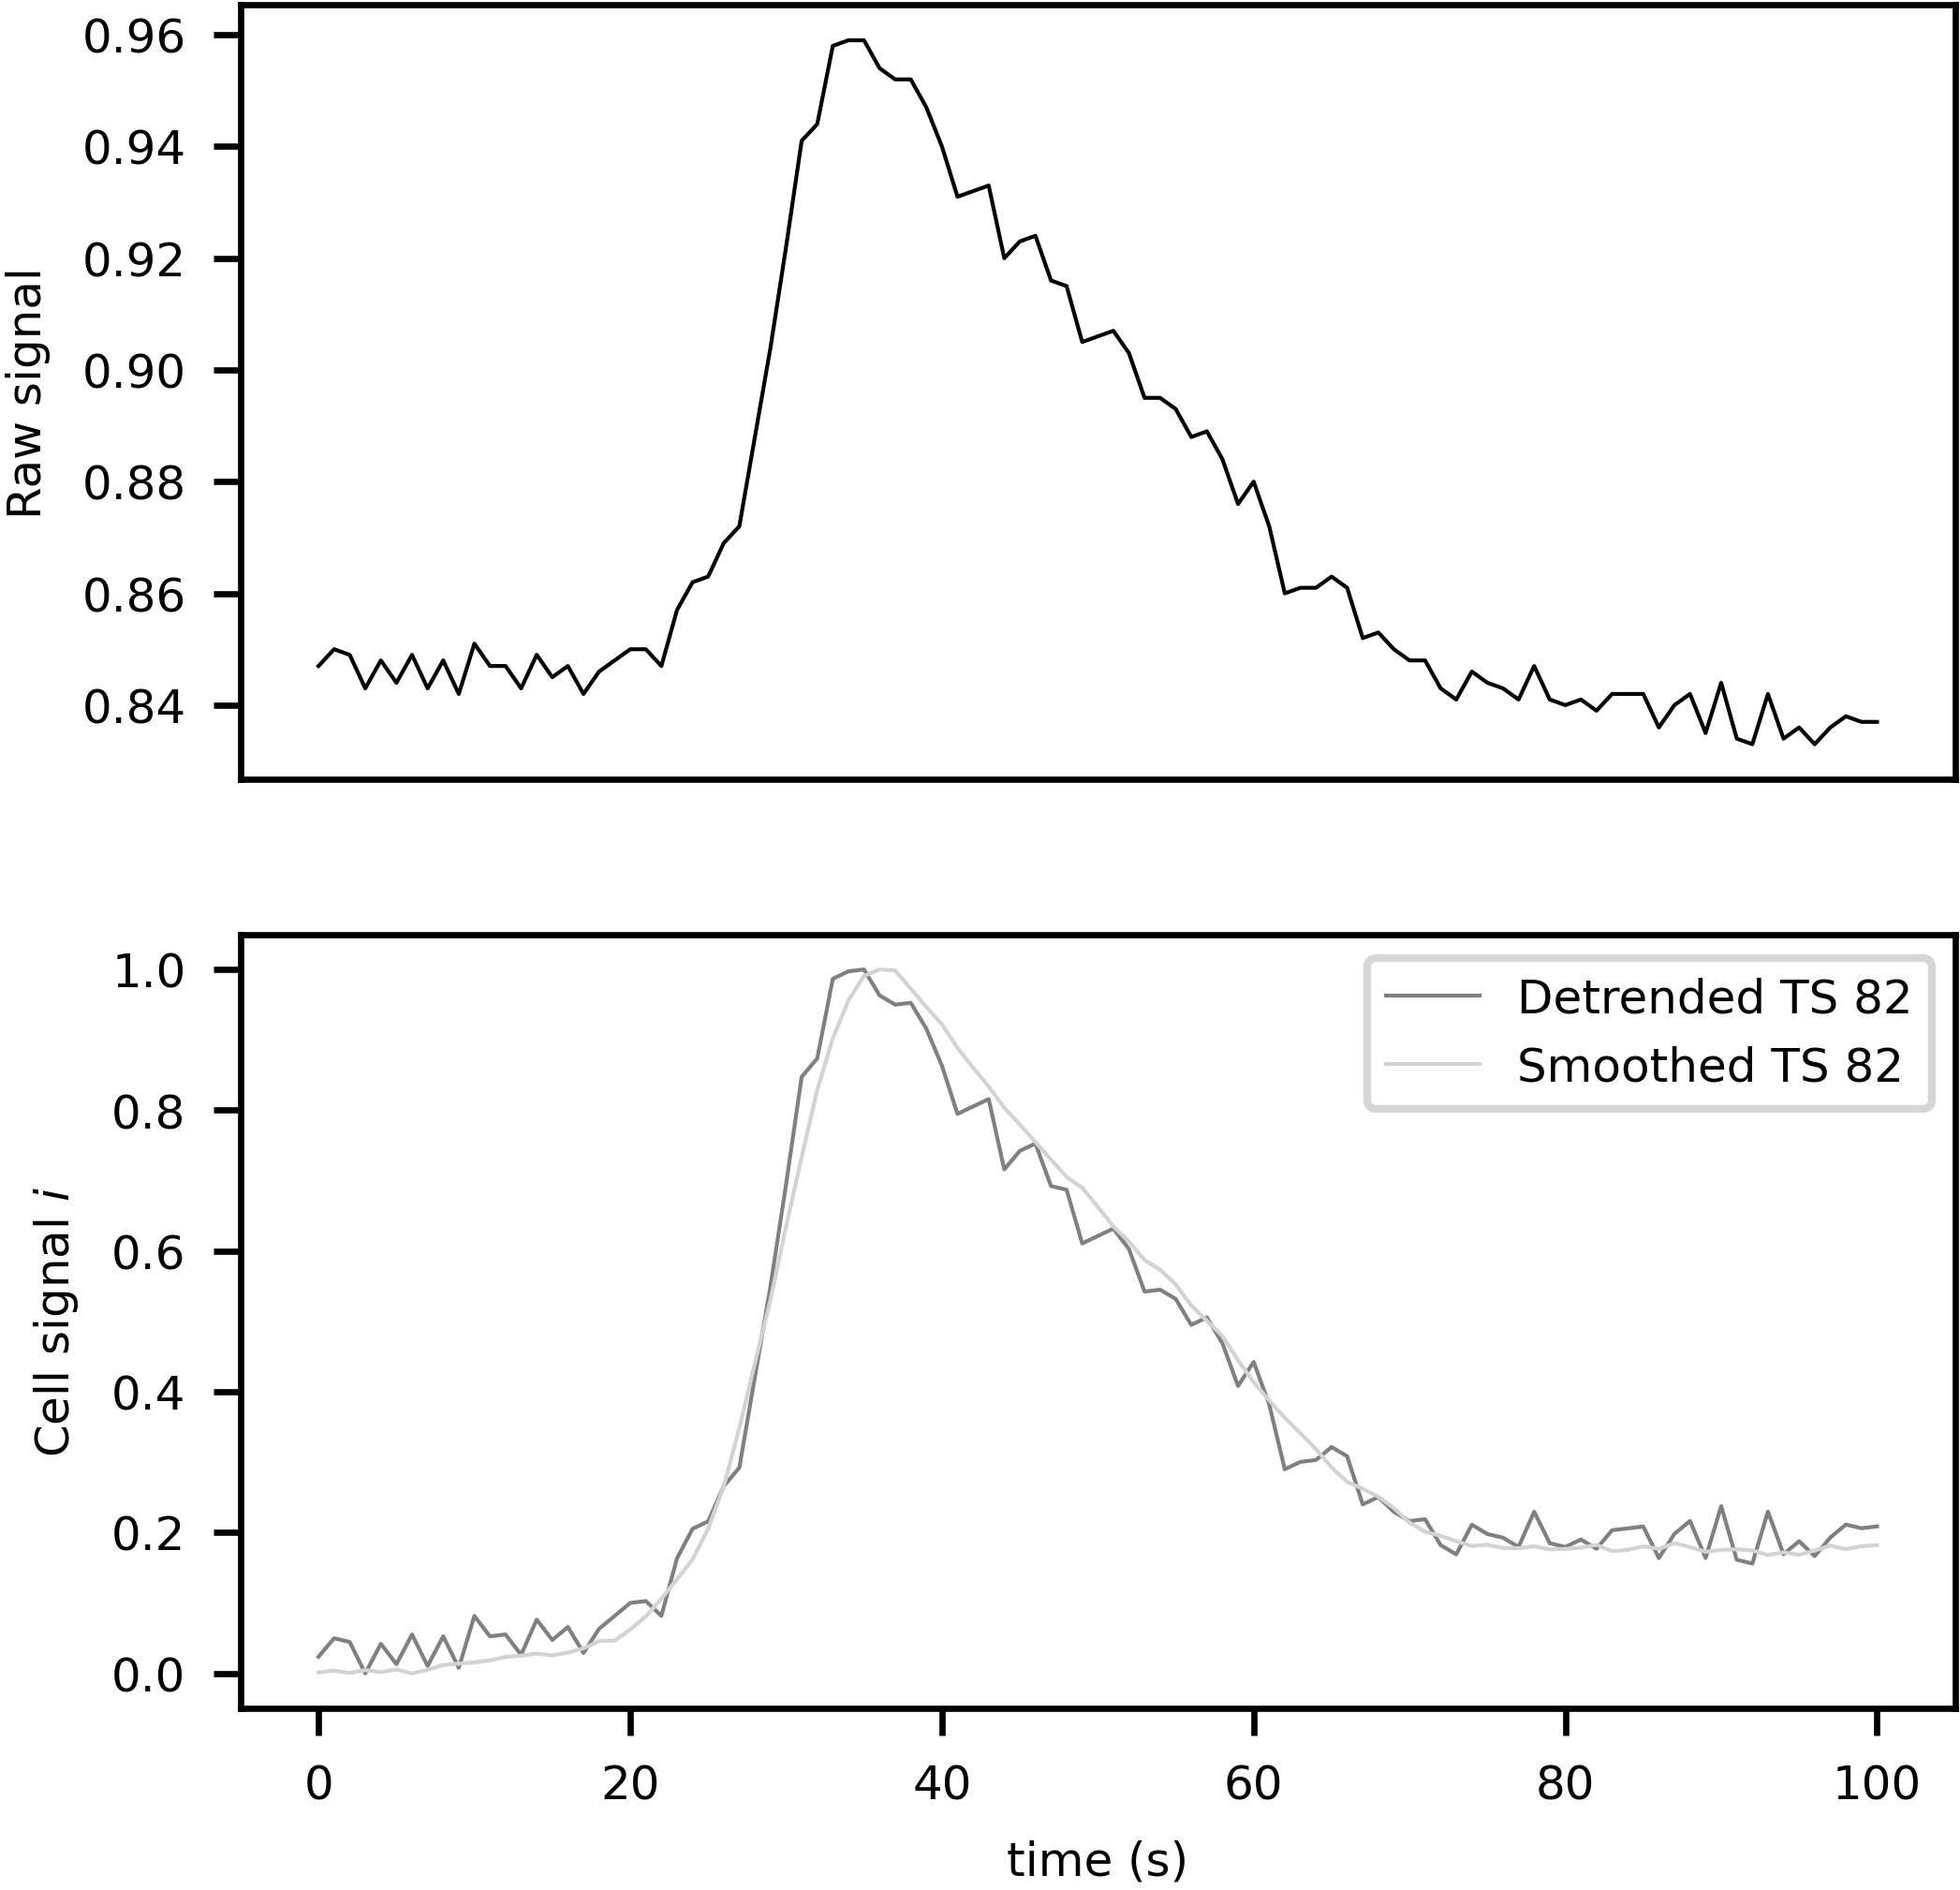 Raw signal
0.96
0.94
0.92
0.90
0.88
0.86
0.84
Cell signal i
1.0
0.8
0.6
0.4
0.2
0.0
Detrended TS 82
Smoothed TS 82
0 20 40 60 80 100
time (s)